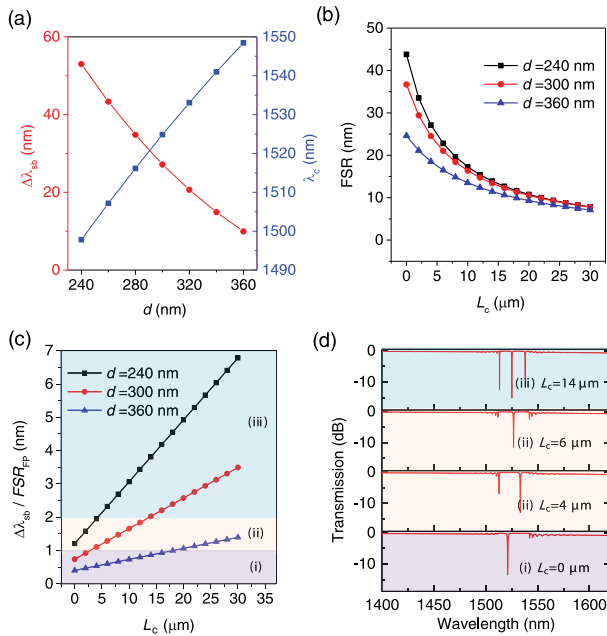 (a)
60
40
20
0
Δλsb (nm)
1550
1540
1530
1520
1510
1500
1490
λc (nm)
240 280 320 360
d (nm)
(b)
50
40
30
20
10
0
FSR (nm)
d =240 nm
d =300 nm
d =360 nm
0 5 10 15 20 25 30
Lc (μm)
(c)
7
6
5
4
3
2
1
0
Δλsb / FSRFP (nm)
d =240 nm
d =300 nm
d =360 nm
(iii)
(ii)
(i)
0 5 10 15 20 25 30 35
Lc (μm)
(d)
Transmission (dB)
0
-10
(iii) Lc=14 μm
0
-10
(ii) Lc=6 μm
0
-10
(ii) Lc=4 μm
0
-10
(i) Lc=0 μm
1400 1450 1500 1550 1600
Wavelength (nm)